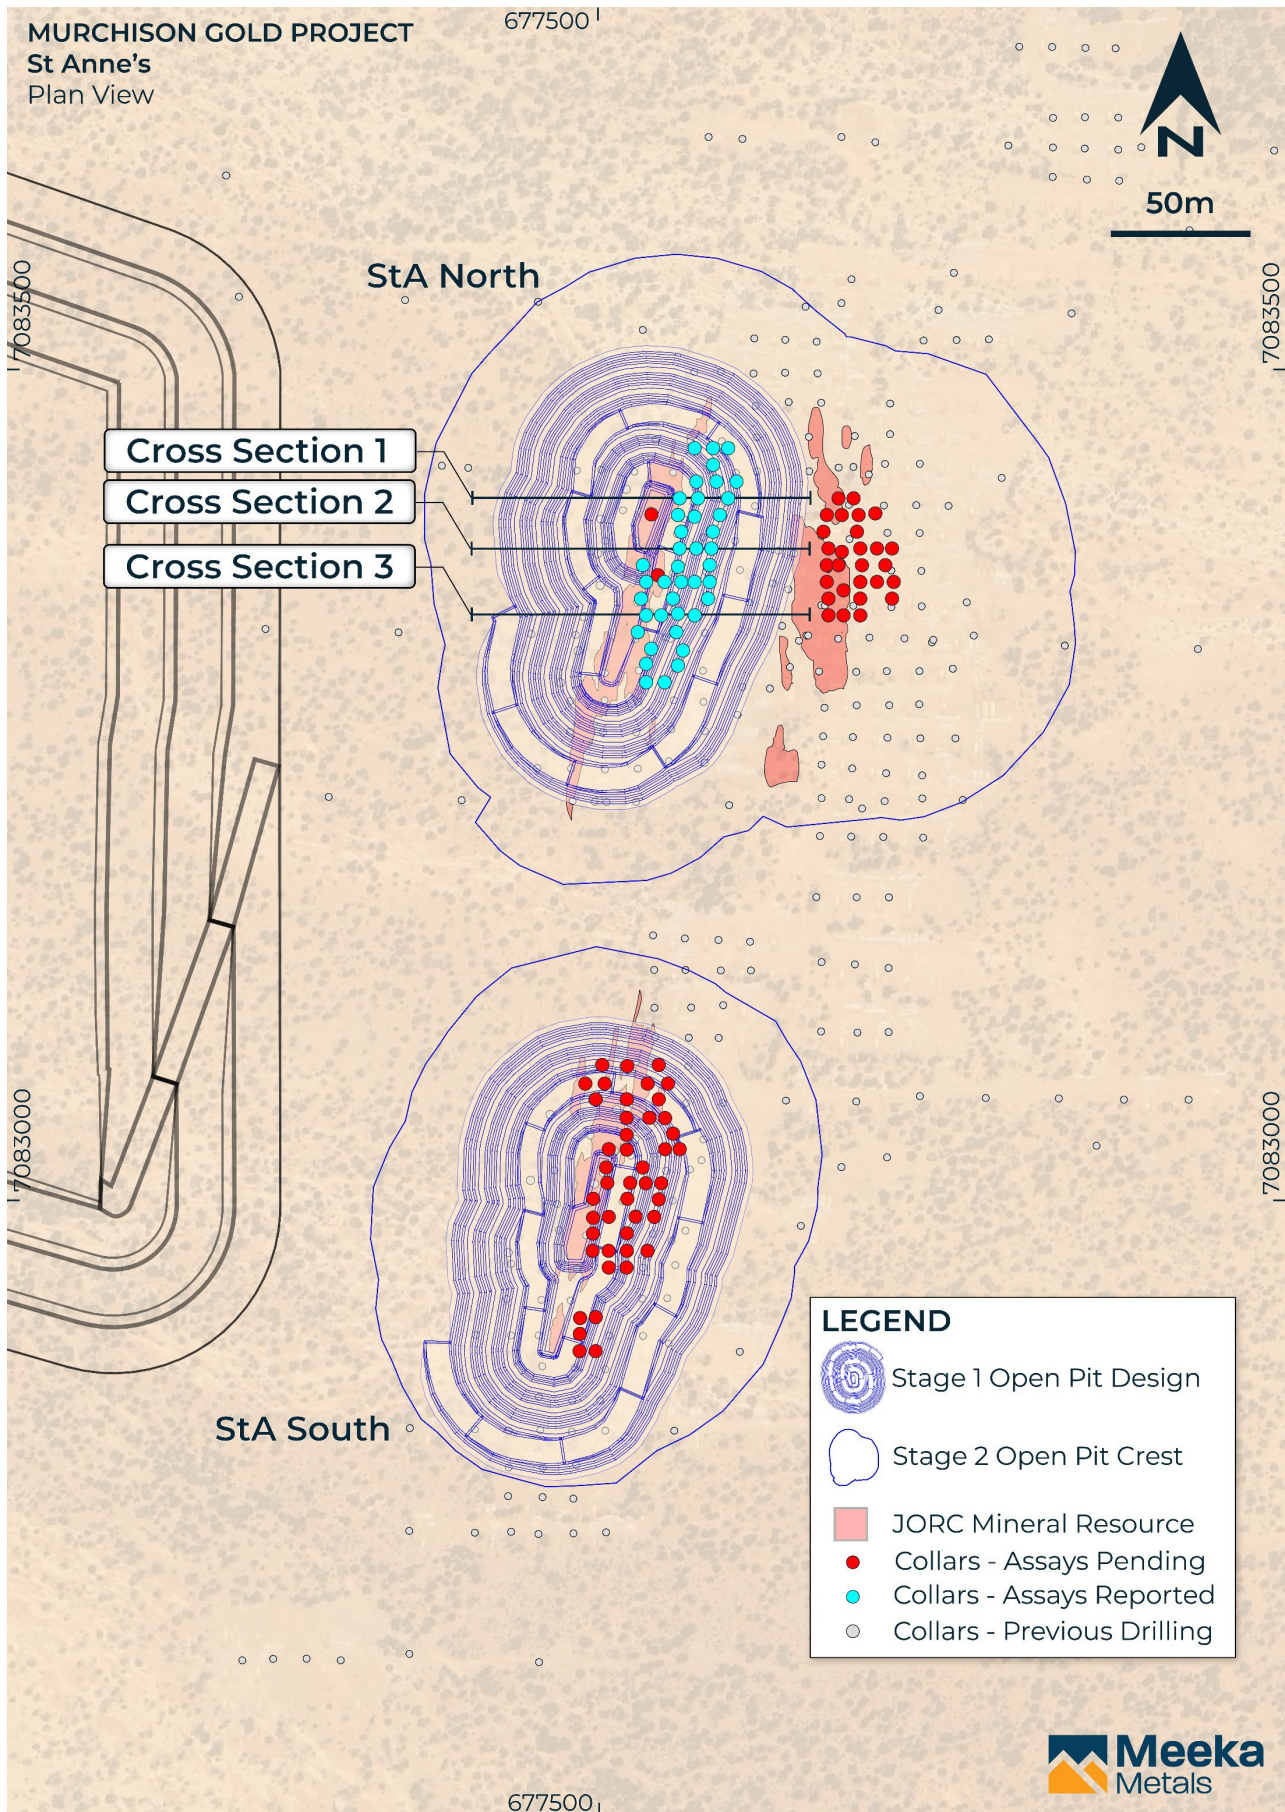 677500
MURCHISON GOLD PROJECT
St Anne's
Plan View
N
50m
StA North
7083500
7083500
Cross Section 1
Cross Section 2
Cross Section 3
7083000
7083000
StA South
LEGEND
Stage 1 Open Pit Design
Stage 2 Open Pit Crest
JORC Mineral Resource
Collars - Assays Pending
Collars - Assays Reported
Collars - Previous Drilling
Meeka
Metals
677500